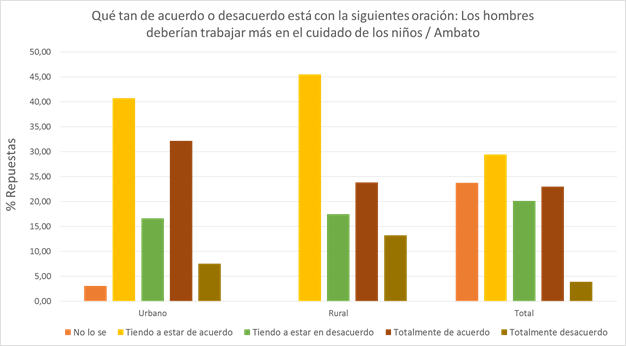 Qué tan de acuerdo o desacuerdo está con la siguientes oración: Los hombres
deberían trabajar más en el cuidado de los niños / Ambato
% Repuestas
50,00
45,00
40,00
35,00
30,00
25,00
20,00
15,00
10,00
5,00
0,00
Urbano Rural Total
No lo se Tiendo a estar de acuerdo Tiendo a estar en desacuerdo Totalmente de acuerdo Totalmente desacuerdo